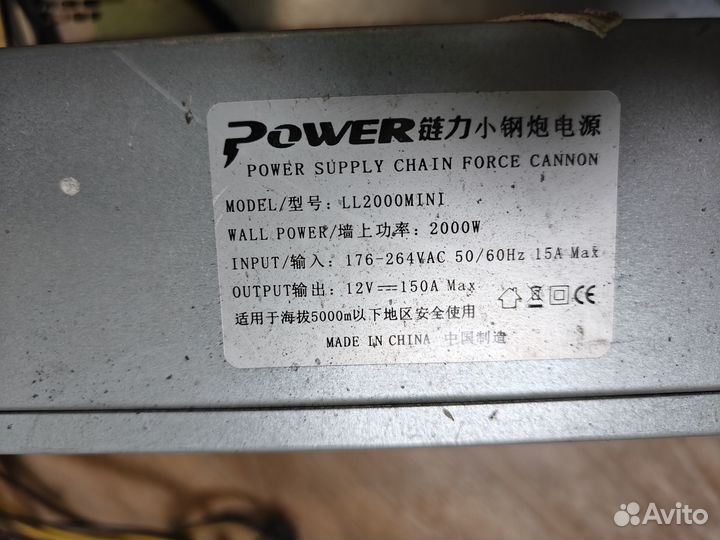 POWER链力小钢炮电源
POWER SUPPLY CHAIN FORCE CANNON
MODEL/型号: LL2000MINI
WALL POWER/墙上功率: 2000W
INPUT/输入: 176-264VAC 50/60Hz 15A Max
OUTPUT输出: 12V⎓150A Max
CE
适用于海拔5000m以下地区安全使用
MADE IN CHINA 中国制造
Avito